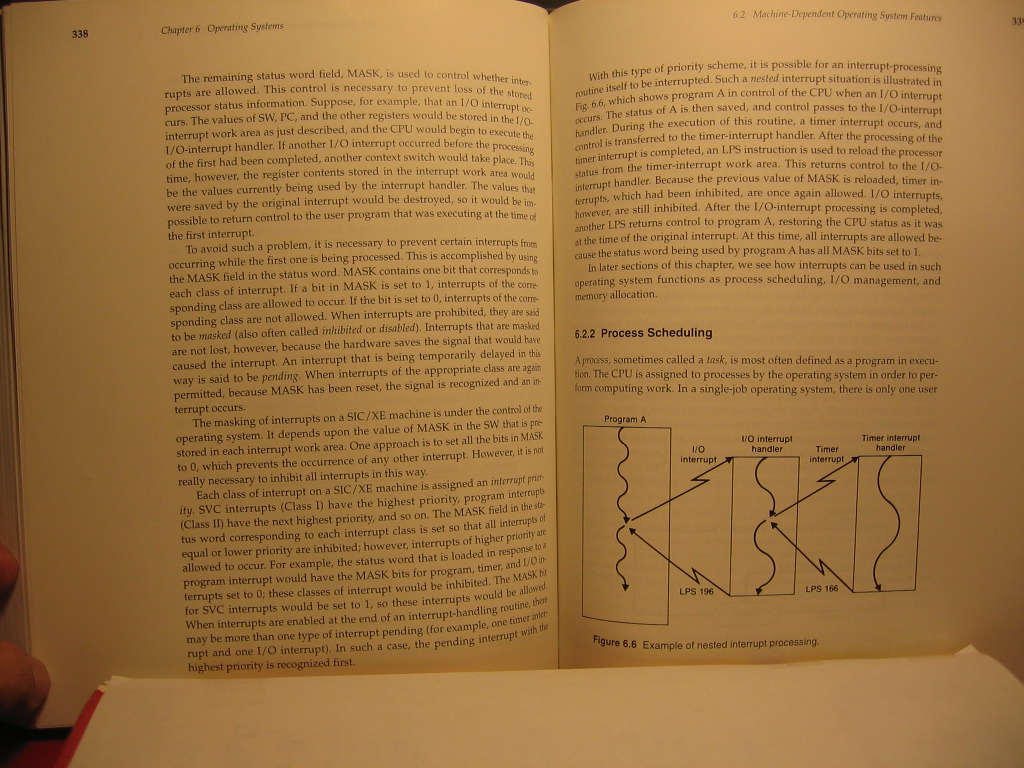 338
Chapter 6 Operating Systems
The remaining status word field, MASK, is used to control whether inter-
rupts are allowed. This control is necessary to prevent loss of the stored
processor status information. Suppose, for example, that an I/O interrupt oc-
curs. The values of SW, PC, and the other registers would be stored in the I/O-
interrupt work area as just described, and the CPU would begin to execute the
I/O-interrupt handler. If another I/O interrupt occurred before the processing
of the first had been completed, another context switch would take place. This
time, however, the register contents stored in the interrupt work area would
be the values currently being used by the interrupt handler. The values that
were saved by the original interrupt would be destroyed, so it would be im-
possible to return control to the user program that was executing at the time of
the first interrupt.
To avoid such a problem, it is necessary to prevent certain interrupts from
occurring while the first one is being processed. This is accomplished by using
the MASK field in the status word. MASK contains one bit that corresponds to
each class of interrupt. If a bit in MASK is set to 1, interrupts of the corre-
sponding class are allowed to occur. If the bit is set to 0, interrupts of the corre-
sponding class are not allowed. When interrupts are prohibited, they are said
to be masked (also often called inhibited or disabled). Interrupts that are masked
are not lost, however, because the hardware saves the signal that would have
caused the interrupt. An interrupt that is being temporarily delayed in this
way is said to be pending. When interrupts of the appropriate class are again
permitted, because MASK has been reset, the signal is recognized and an in-
terrupt occurs.
The masking of interrupts on a SIC/XE machine is under the control of the
operating system. It depends upon the value of MASK in the SW that is pre-
stored in each interrupt work area. One approach is to set all the bits in MASK
to 0, which prevents the occurrence of any other interrupt. However, it is not
really necessary to inhibit all interrupts in this way.
Each class of interrupt on a SIC/XE machine is assigned an interrupt prior-
ity. SVC interrupts (Class I) have the highest priority, program interrupts
(Class II) have the next highest priority, and so on. The MASK field in the sta-
tus word corresponding to each interrupt class is set so that all interrupts of
equal or lower priority are inhibited; however, interrupts of higher priority are
allowed to occur. For example, the status word that is loaded in response to a
program interrupt would have the MASK bits for program, timer, and I/O in-
terrupts set to 0; these classes of interrupt would be inhibited. The MASK bit
for SVC interrupts would be set to 1, so these interrupts would be allowed.
When interrupts are enabled at the end of an interrupt-handling routine, there
may be more than one type of interrupt pending (for example, one timer inter-
rupt and one I/O interrupt). In such a case, the pending interrupt with the
highest priority is recognized first.
6.2 Machine-Dependent Operating System Features
339
With this type of priority scheme, it is possible for an interrupt-processing
routine itself to be interrupted. Such a nested interrupt situation is illustrated in
Fig. 6.6, which shows program A in control of the CPU when an I/O interrupt
occurs. The status of A is then saved, and control passes to the I/O-interrupt
handler. During the execution of this routine, a timer interrupt occurs, and
control is transferred to the timer-interrupt handler. After the processing of the
timer interrupt is completed, an LPS instruction is used to reload the processor
status from the timer-interrupt work area. This returns control to the I/O-
interrupt handler. Because the previous value of MASK is reloaded, timer in-
terrupts, which had been inhibited, are once again allowed. I/O interrupts,
however, are still inhibited. After the I/O-interrupt processing is completed,
another LPS returns control to program A, restoring the CPU status as it was
at the time of the original interrupt. At this time, all interrupts are allowed be-
cause the status word being used by program A has all MASK bits set to 1.
In later sections of this chapter, we see how interrupts can be used in such
operating system functions as process scheduling, I/O management, and
memory allocation.
6.2.2 Process Scheduling
A process, sometimes called a task, is most often defined as a program in execu-
tion. The CPU is assigned to processes by the operating system in order to per-
form computing work. In a single-job operating system, there is only one user
Program A
I/O
interrupt
I/O interrupt
handler
Timer
interrupt
Timer interrupt
handler
LPS 196
LPS 166
Figure 6.6 Example of nested interrupt processing.